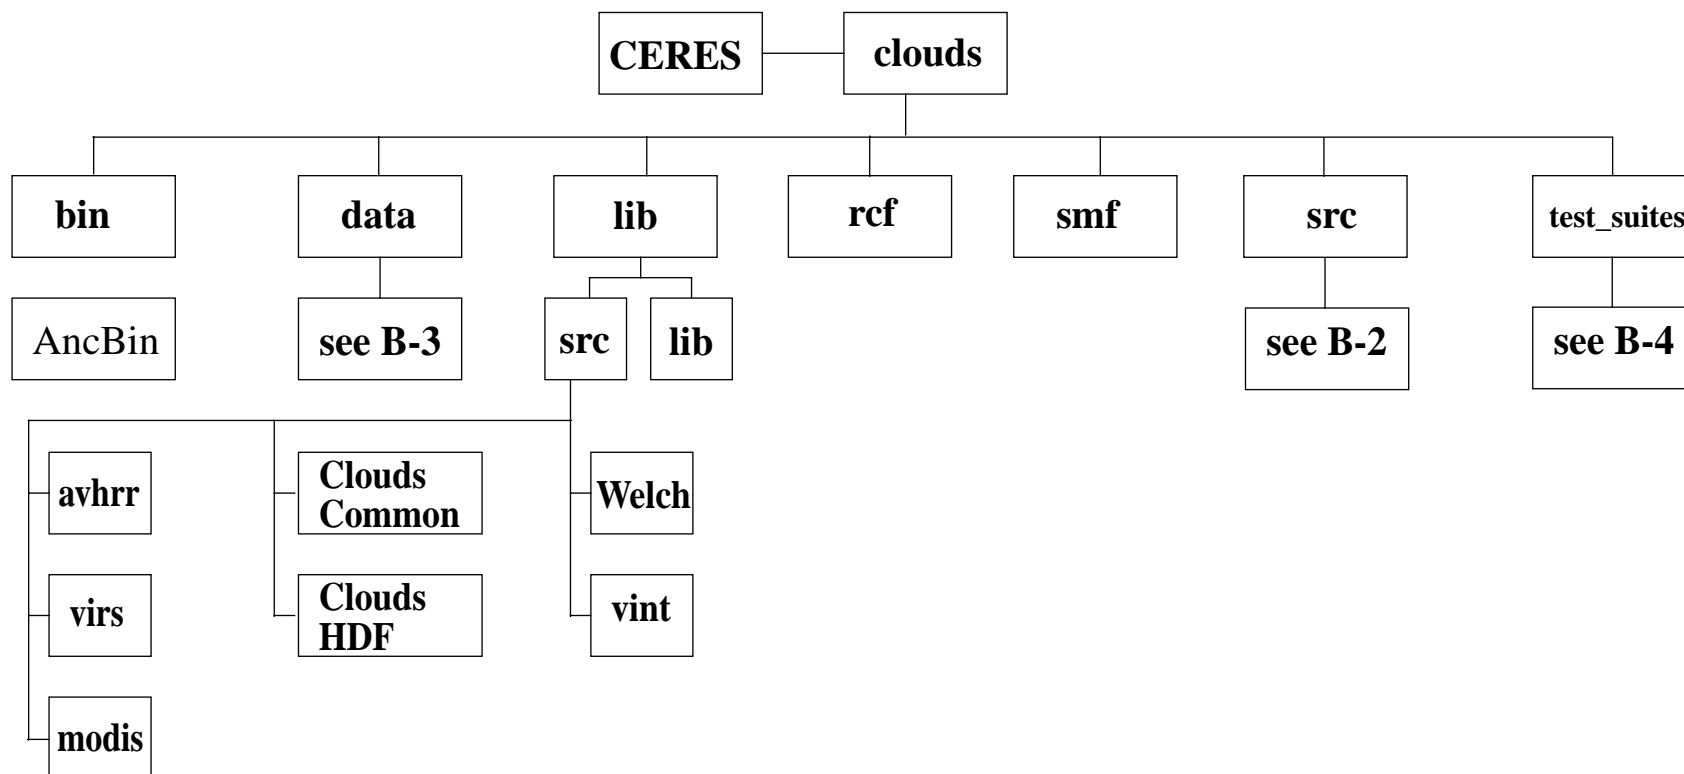 CERES
clouds
bin
data
lib
rcf
smf
src
test_suites
AncBin
see B-3
src
lib
see B-2
see B-4
avhrr
Clouds
Common
Welch
virs
Clouds
HDF
vint
modis